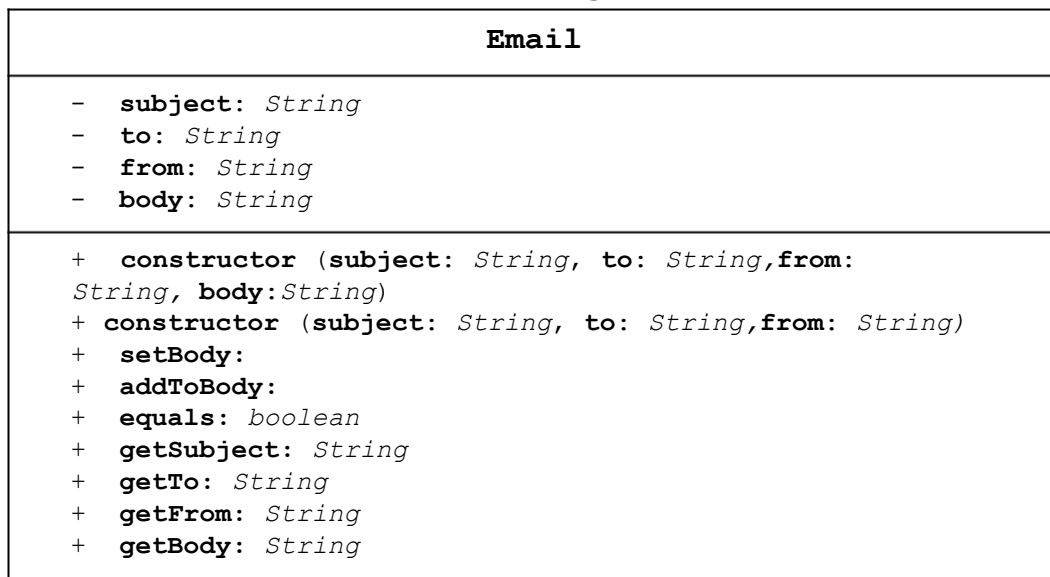 Email
- subject: String
- to: String
- from: String
- body: String
+ constructor (subject: String, to: String,from:
String, body:String)
+ constructor (subject: String, to: String,from: String)
+ setBody:
+ addToBody:
+ equals: boolean
+ getSubject: String
+ getTo: String
+ getFrom: String
+ getBody: String